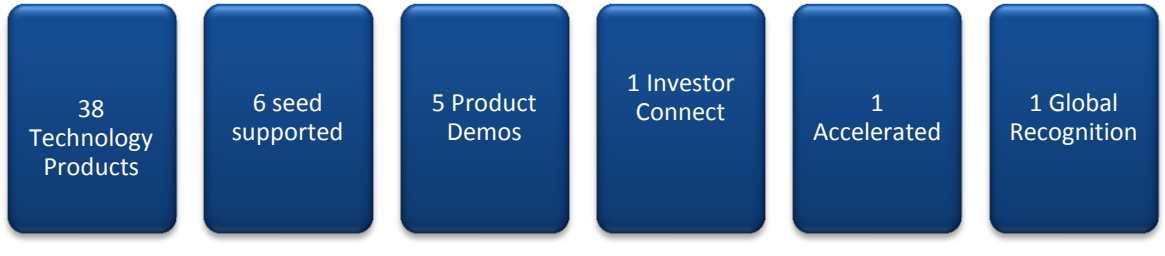 38
Technology
Products
6 seed
supported
5 Product
Demos
1 Investor
Connect
1
Accelerated
1 Global
Recognition